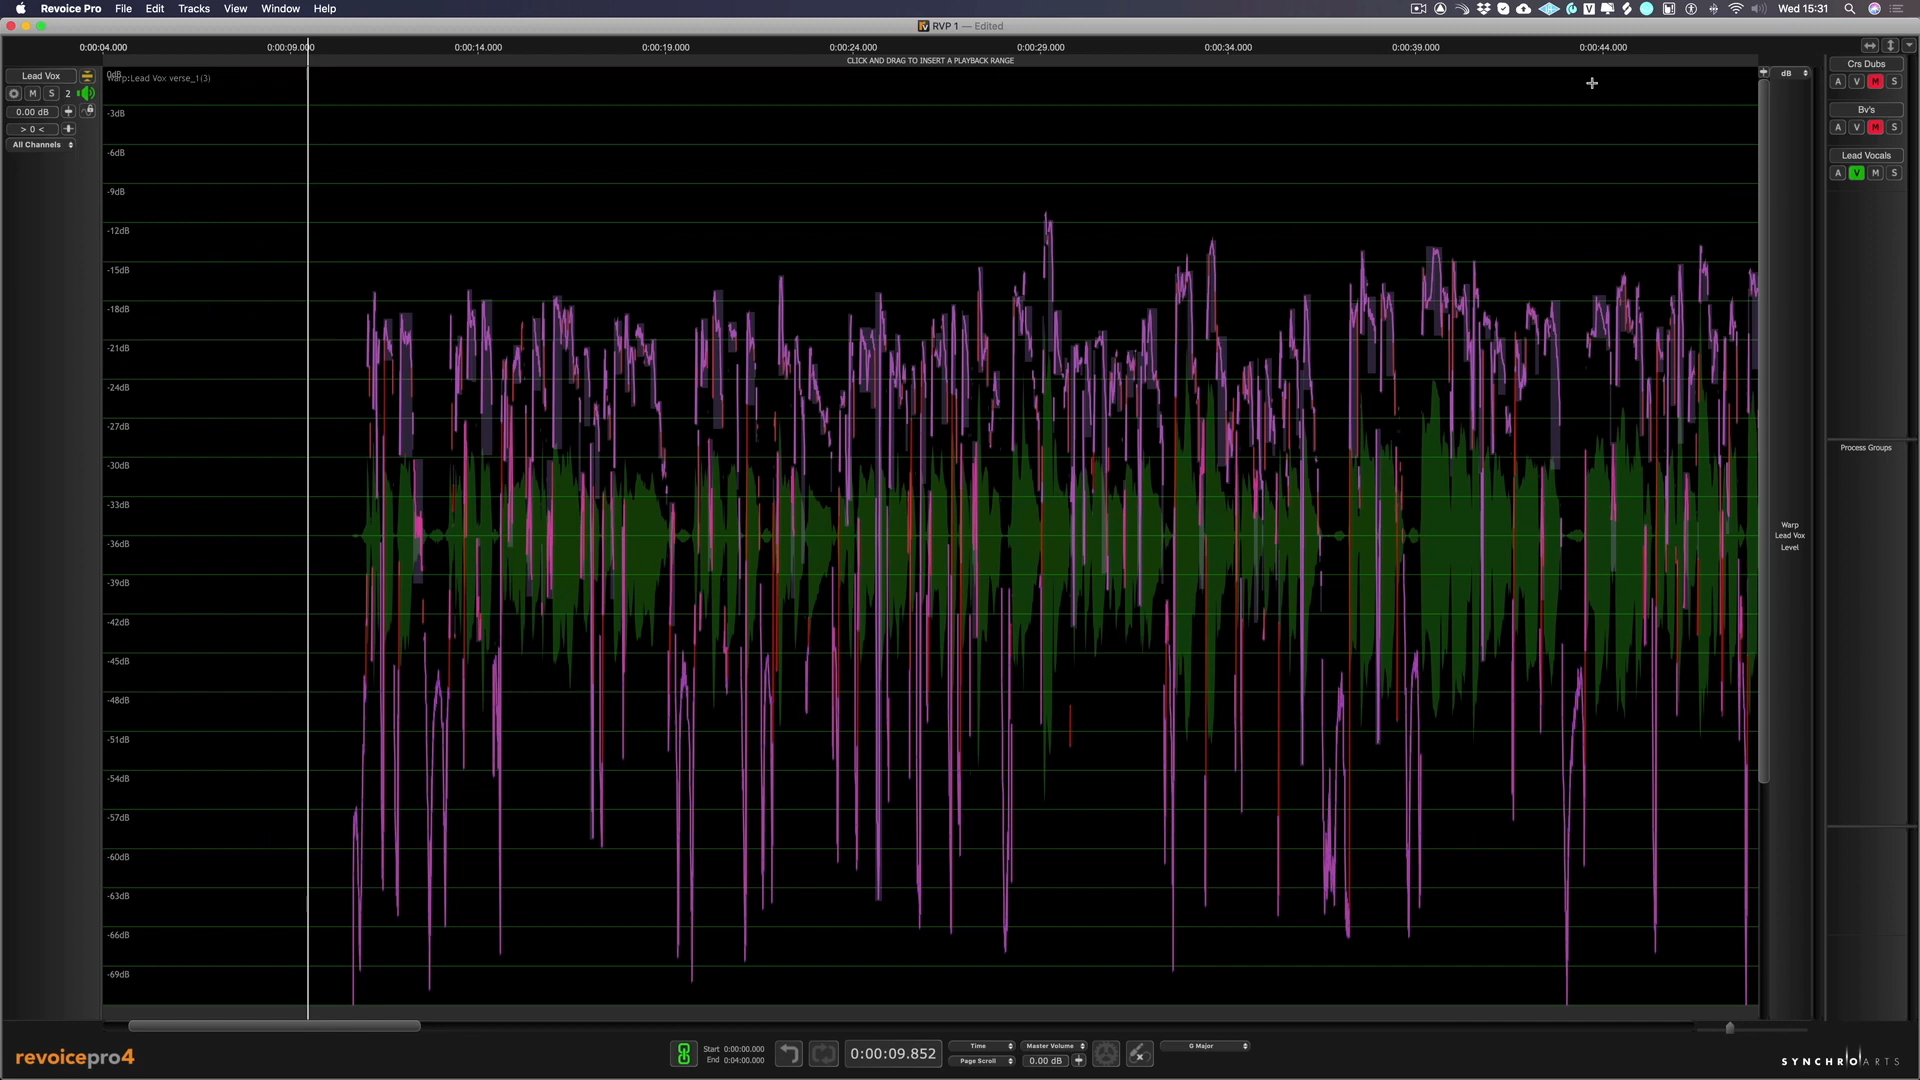 Revoice Pro File Edit Tracks View Window Help
Wed 15:31
RVP 1 — Edited
0:00:04.000 0:00:09.000 0:00:14.000 0:00:19.000 0:00:24.000 0:00:29.000 0:00:34.000 0:00:39.000 0:00:44.000
CLICK AND DRAG TO INSERT A PLAYBACK RANGE
Lead Vox
M S 2
0.00 dB
> 0 <
All Channels
0dB
Warp:Lead Vox verse_1(3)
-3dB
-6dB
-9dB
-12dB
-15dB
-18dB
-21dB
-24dB
-27dB
-30dB
-33dB
-36dB
-39dB
-42dB
-45dB
-48dB
-51dB
-54dB
-57dB
-60dB
-63dB
-66dB
-69dB
dB
Warp
Lead Vox
Level
Crs Dubs
A V M S
Bv's
A V M S
Lead Vocals
A V M S
Process Groups
revoicepro4
Start 0:00:00.000
End 0:04:00.000
0:00:09.852
Time
Page Scroll
Master Volume
0.00 dB
G Major
SYNCHROARTS